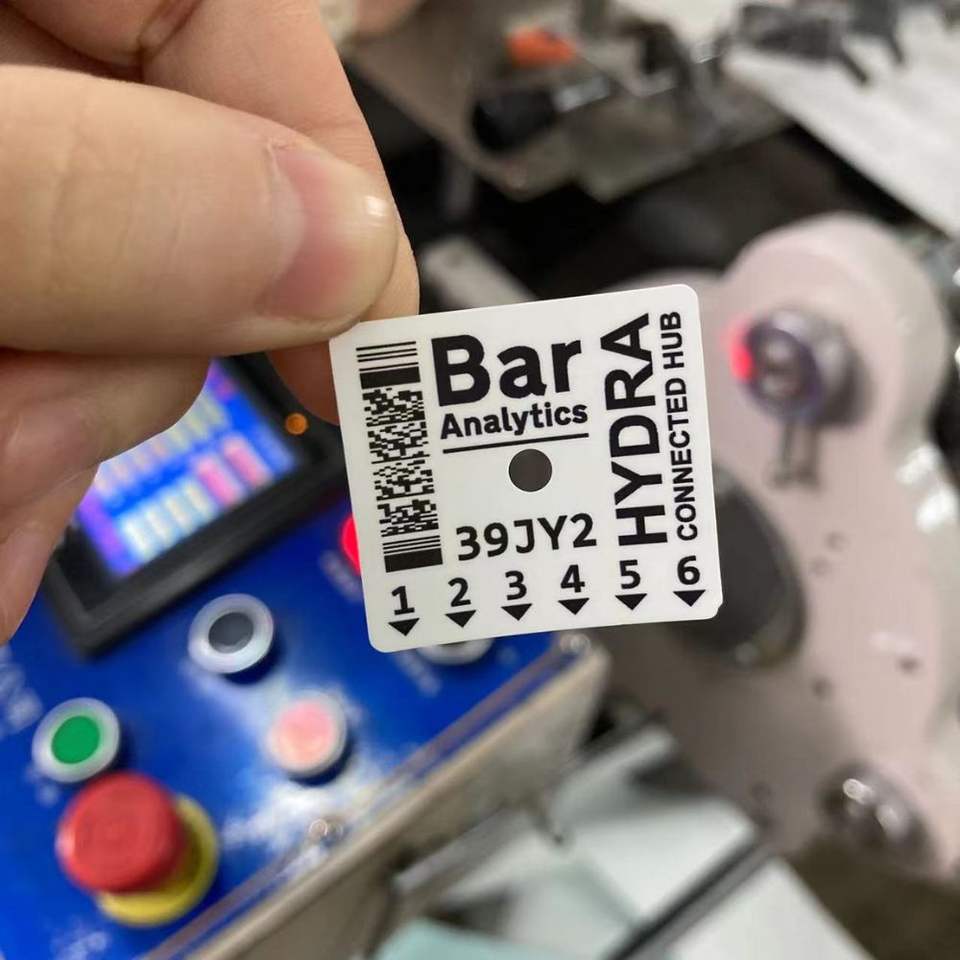 Bar
Analytics
39JY2
HYDRA
CONNECTED HUB
1 2 3 4 5 6